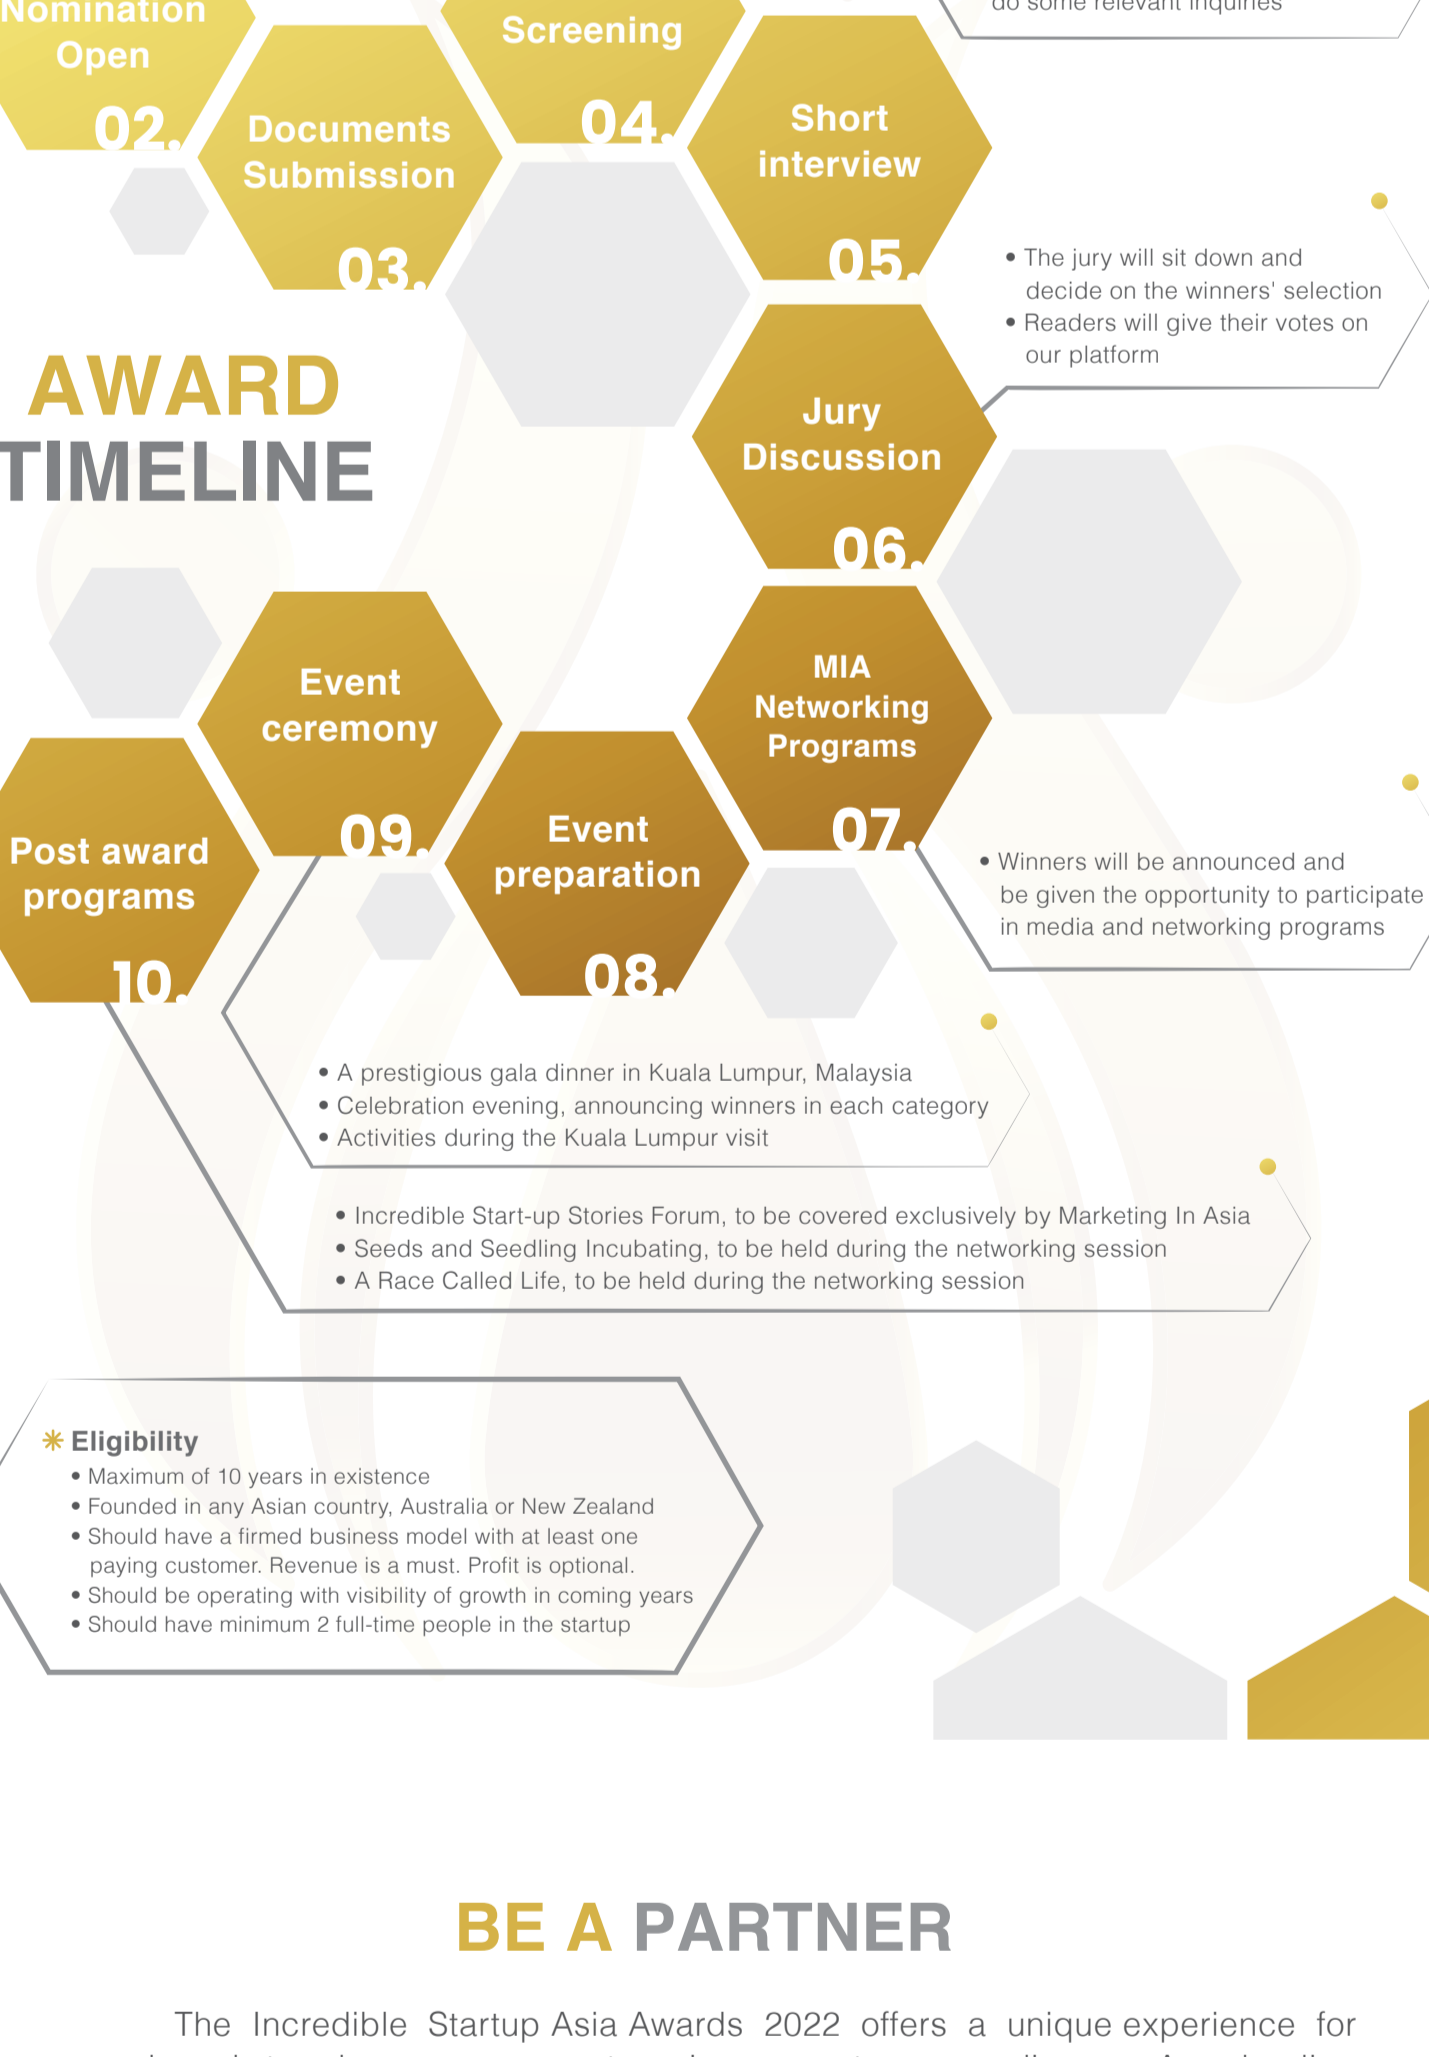 Nomination
Open
02.
Documents
Submission
03.
Screening
04.
do some relevant inquiries
Short
interview
05.
• The jury will sit down and
decide on the winners' selection
• Readers will give their votes on
our platform
AWARD
TIMELINE
Jury
Discussion
06.
MIA
Networking
Programs
07.
Event
ceremony
09.
Event
preparation
08.
Post award
programs
10.
• Winners will be announced and
be given the opportunity to participate
in media and networking programs
• A prestigious gala dinner in Kuala Lumpur, Malaysia
• Celebration evening, announcing winners in each category
• Activities during the Kuala Lumpur visit
• Incredible Start-up Stories Forum, to be covered exclusively by Marketing In Asia
• Seeds and Seedling Incubating, to be held during the networking session
• A Race Called Life, to be held during the networking session
Eligibility
• Maximum of 10 years in existence
• Founded in any Asian country, Australia or New Zealand
• Should have a firmed business model with at least one
paying customer. Revenue is a must. Profit is optional.
• Should be operating with visibility of growth in coming years
• Should have minimum 2 full-time people in the startup
BE A PARTNER
The Incredible Startup Asia Awards 2022 offers a unique experience for